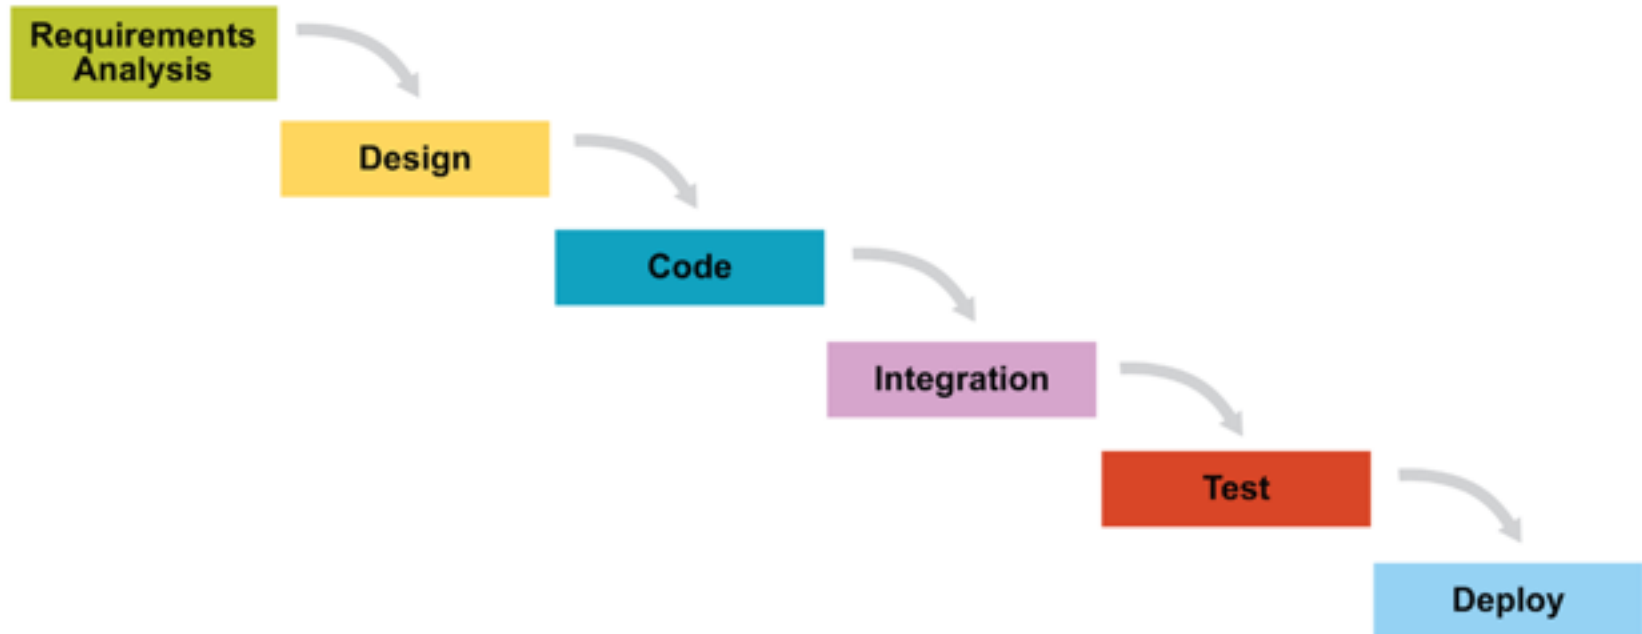 Requirements
Analysis
Design
Code
Integration
Test
Deploy